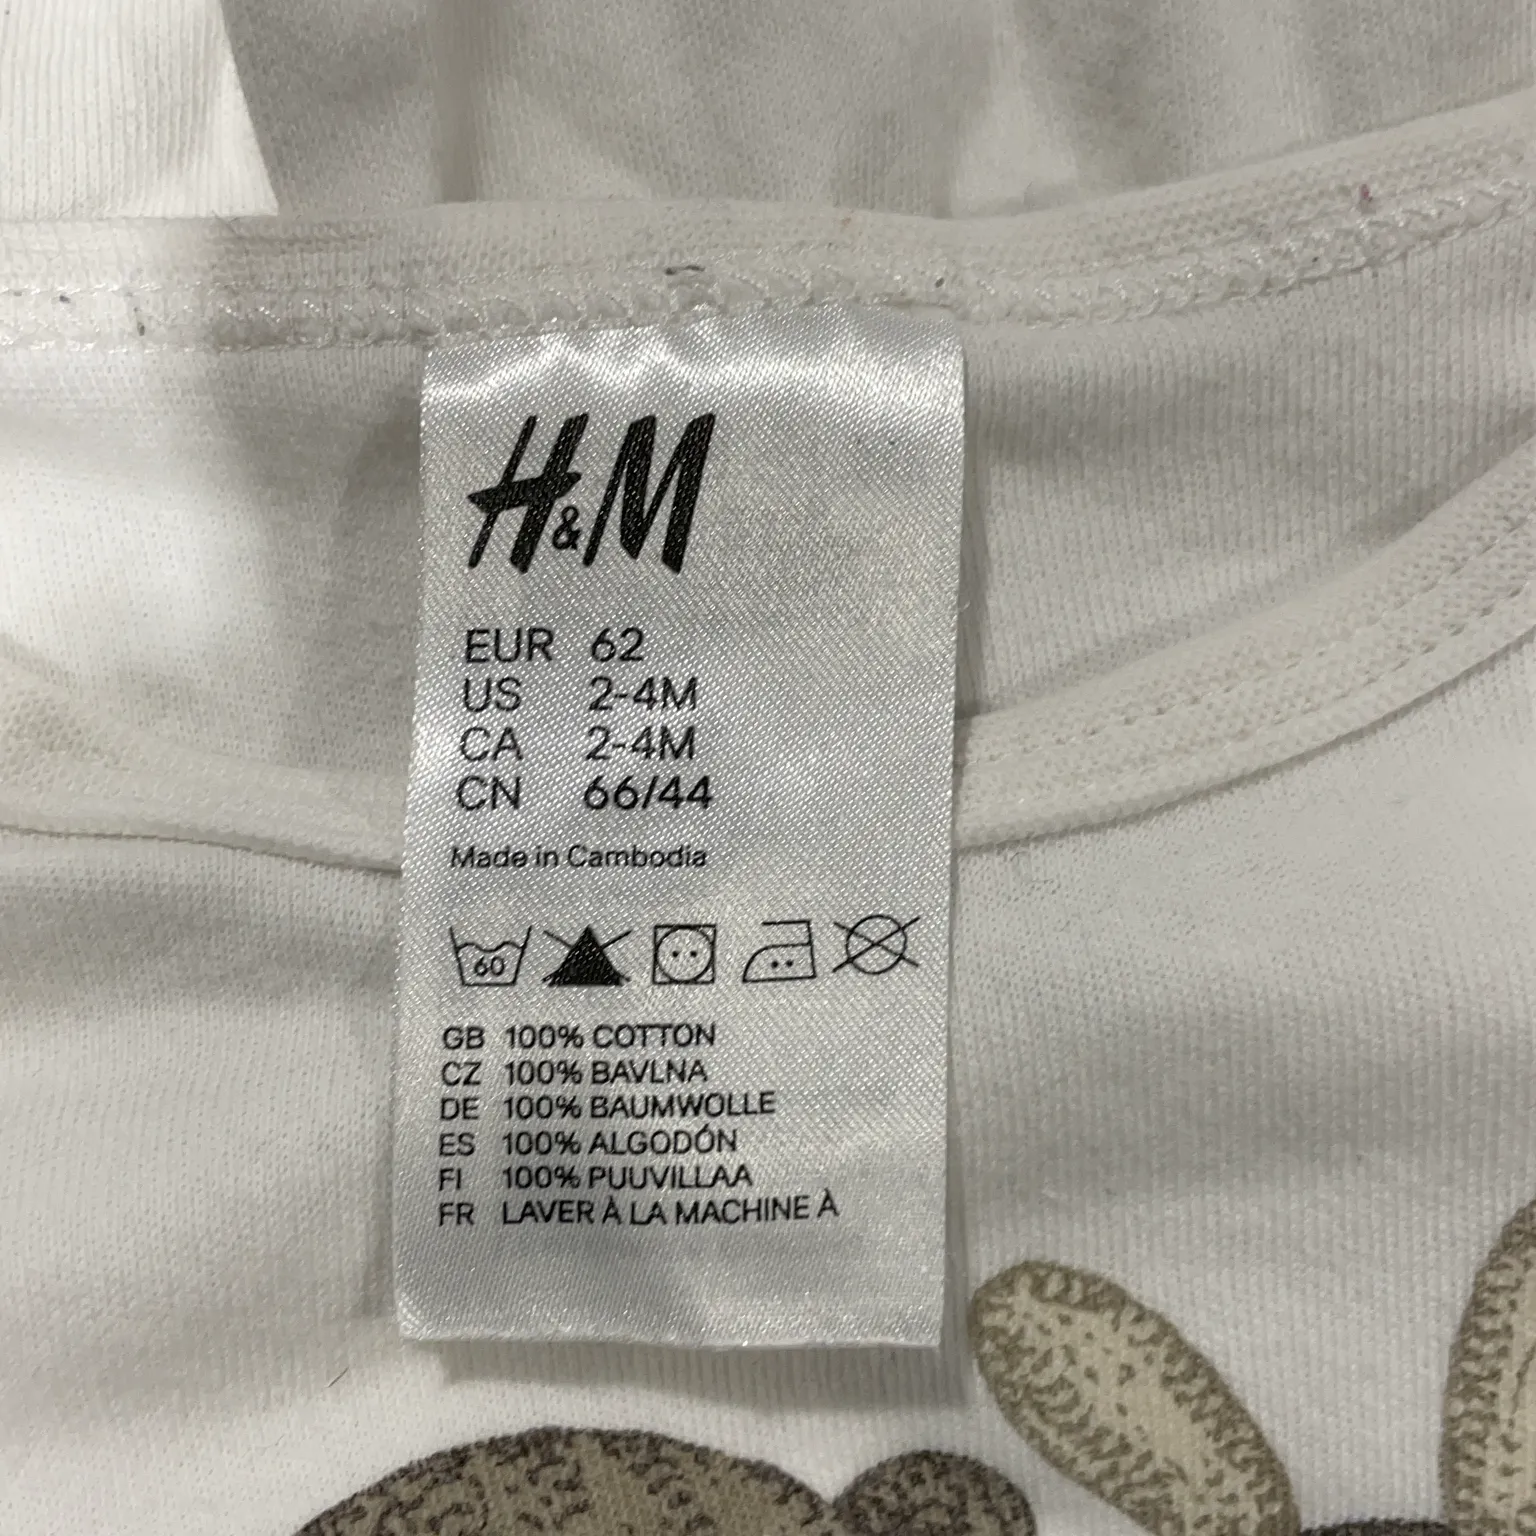 H&M
EUR 62
US 2-4M
CA 2-4M
CN 66/44
Made in Cambodia
60
GB 100% COTTON
CZ 100% BAVLNA
DE 100% BAUMWOLLE
ES 100% ALGODÓN
FI 100% PUUVILLAA
FR LAVER À LA MACHINE À